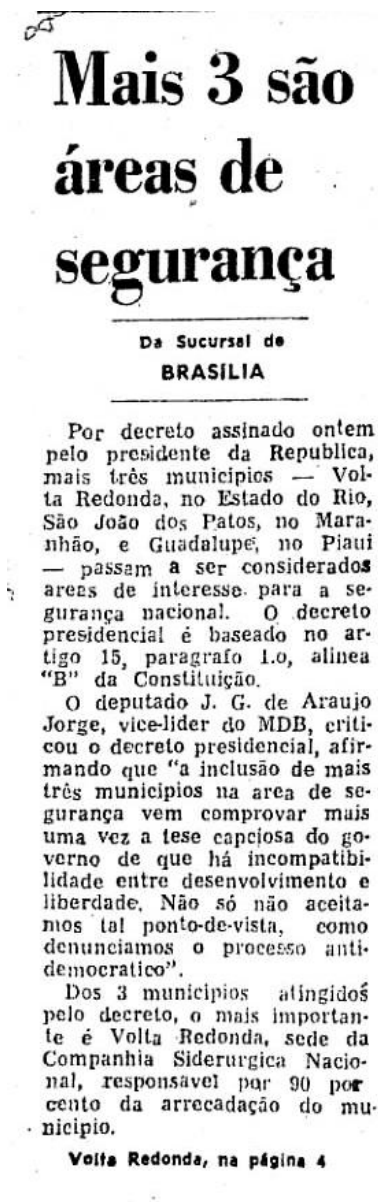 Mais 3 são
áreas de
segurança
Da Sucursal de
BRASÍLIA
Por decreto assinado ontem
pelo presidente da Republica,
mais três municipios — Vol-
ta Redonda, no Estado do Rio,
São João dos Patos, no Mara-
nhão, e Guadalupe, no Piaui
— passam a ser considerados
areas de interesse para a se-
gurança nacional. O decreto
presidencial é baseado no ar-
tigo 15, paragrafo 1.o, alinea
"B" da Constituição.
O deputado J. G. de Araujo
Jorge, vice-lider do MDB, criti-
cou o decreto presidencial, afir-
mando que "a inclusão de mais
três municipios na area de se-
gurança vem comprovar mais
uma vez a tese capciosa do go-
verno de que há incompatibi-
lidade entre desenvolvimento e
liberdade. Não só não aceita-
mos tal ponto-de-vista, como
denunciamos o processo anti-
democratico".
Dos 3 municipios atingidos
pelo decreto, o mais importan-
te é Volta Redonda, sede da
Companhia Siderurgica Nacio-
nal, responsável por 90 por
cento da arrecadação do mu-
nicipio.
Volta Redonda, na página 4